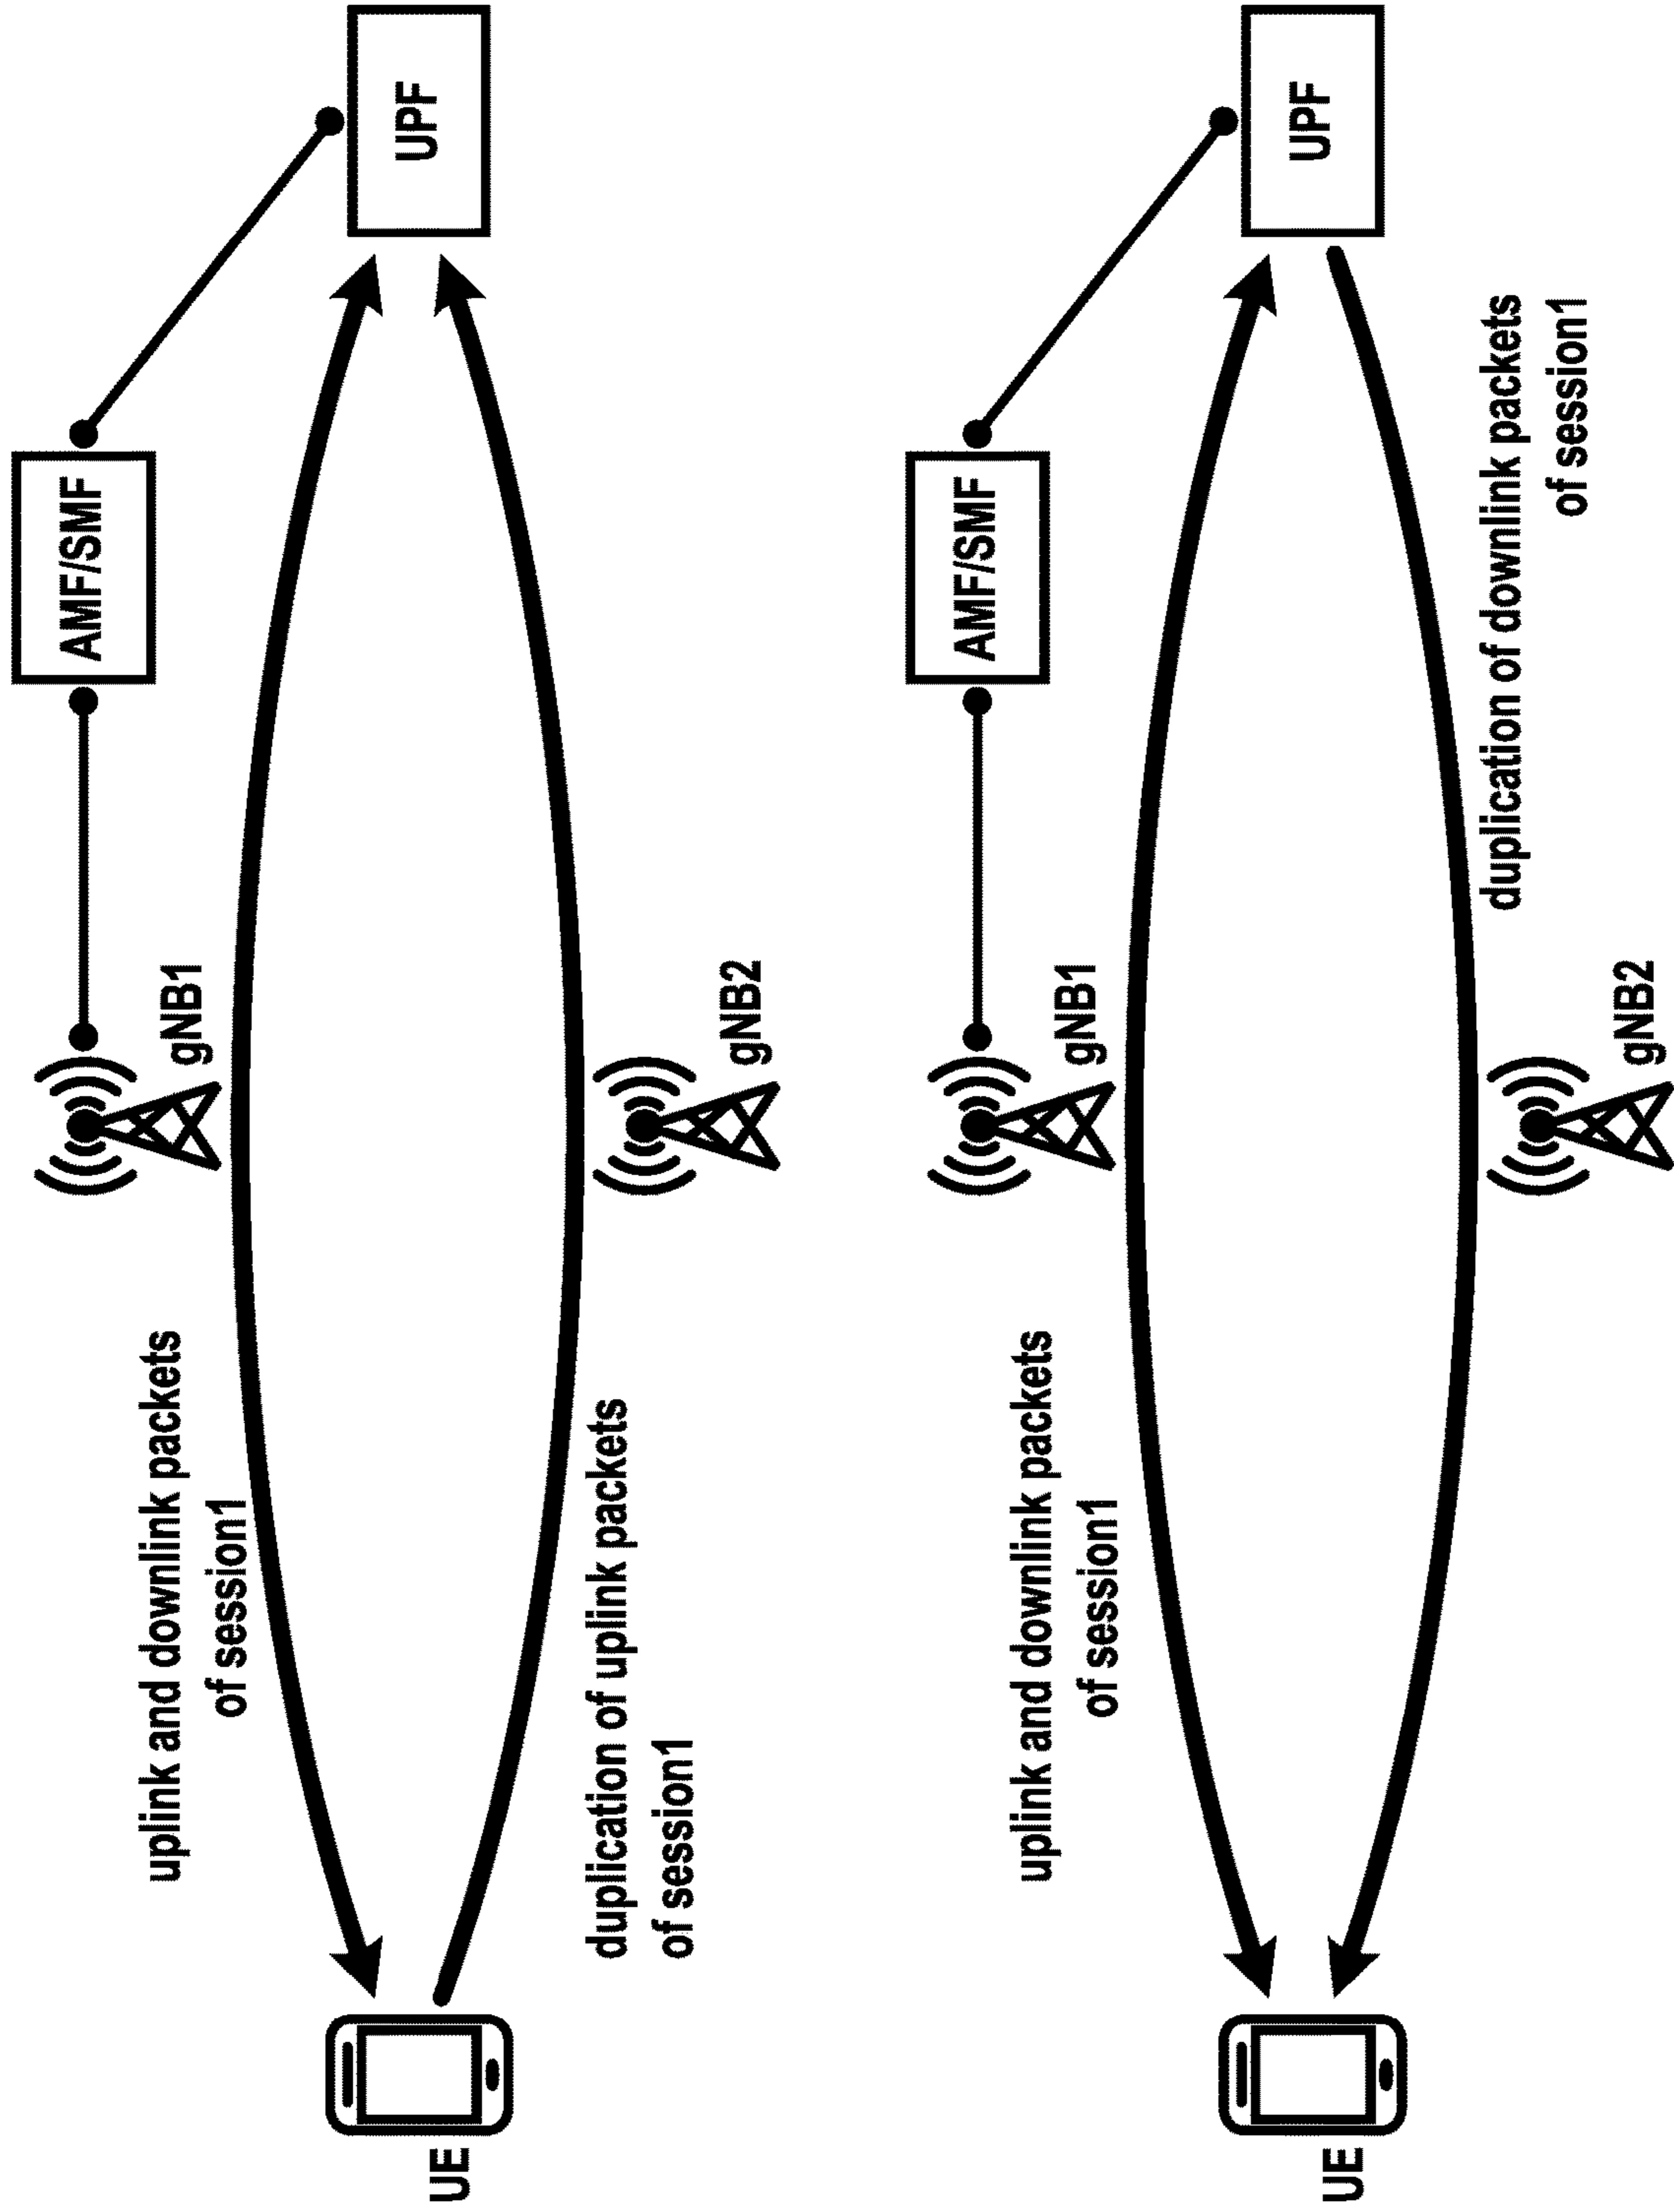 AMF/SMF
gNB1
uplink and downlink packets
of session1
UE
UPF
duplication of uplink packets
of session1
gNB2
AMF/SMF
gNB1
uplink and downlink packets
of session1
UE
UPF
duplication of downlink packets
of session1
gNB2